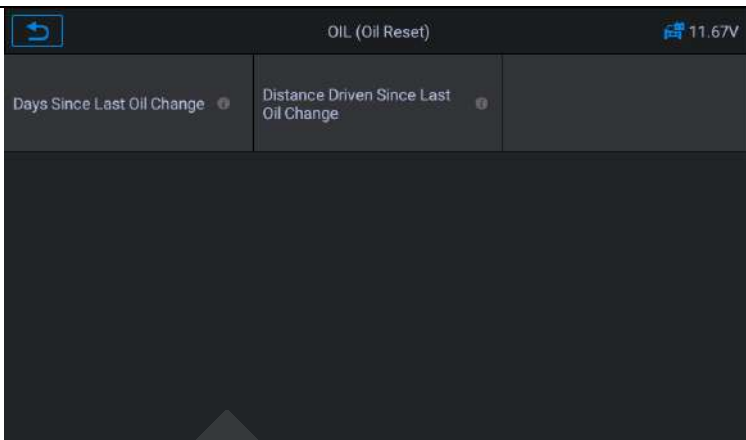 OIL (Oil Reset)
11.67V
Days Since Last Oil Change
Distance Driven Since Last
Oil Change